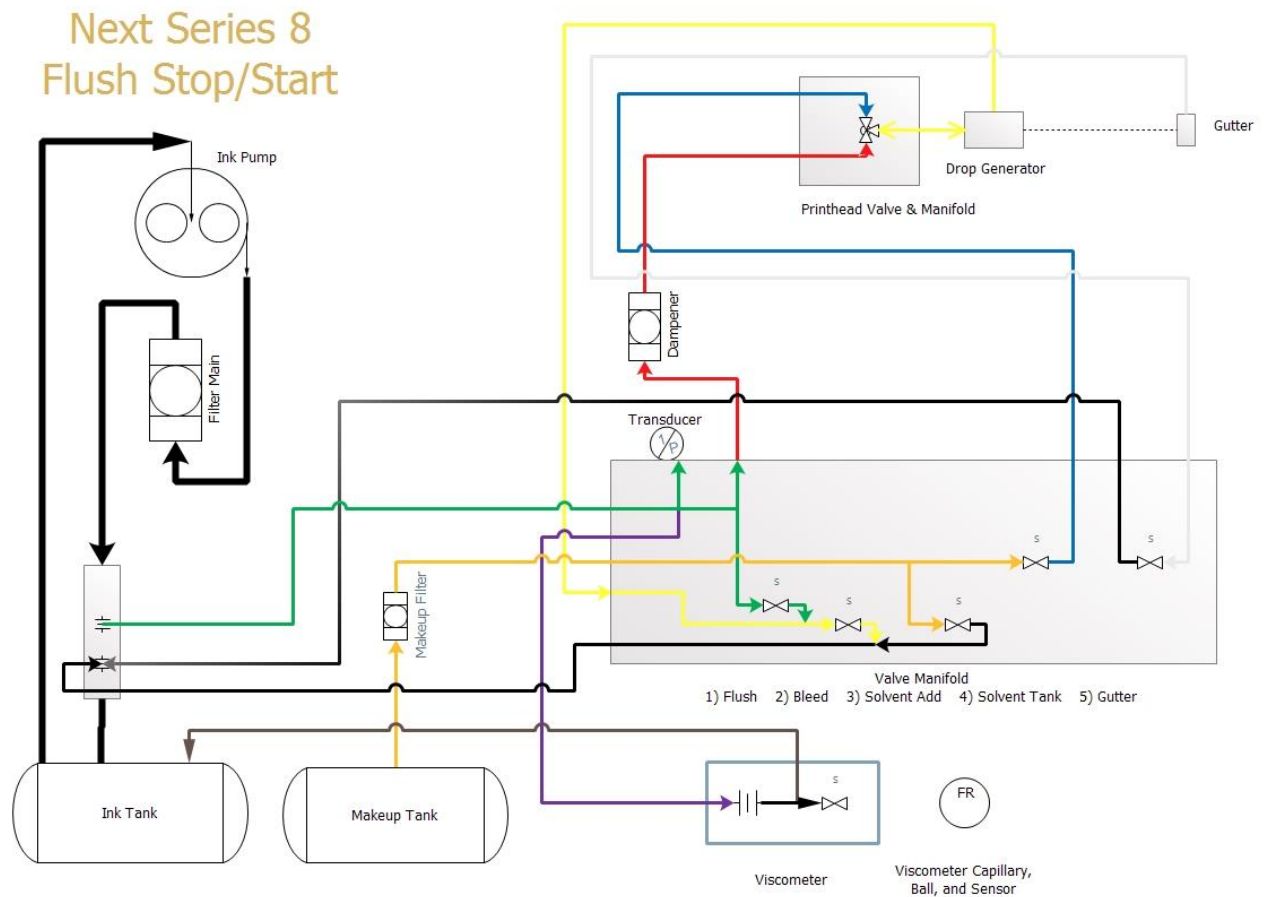 Next Series 8
Flush Stop/Start
Ink Pump
Gutter
Drop Generator
Printhead Valve & Manifold
Filter Main
Dampener
Transducer
1/P
S
S
S
S
S
Makeup Filter
Valve Manifold
1) Flush 2) Bleed 3) Solvent Add 4) Solvent Tank 5) Gutter
Ink Tank
Makeup Tank
S
FR
Viscometer
Viscometer Capillary,
Ball, and Sensor